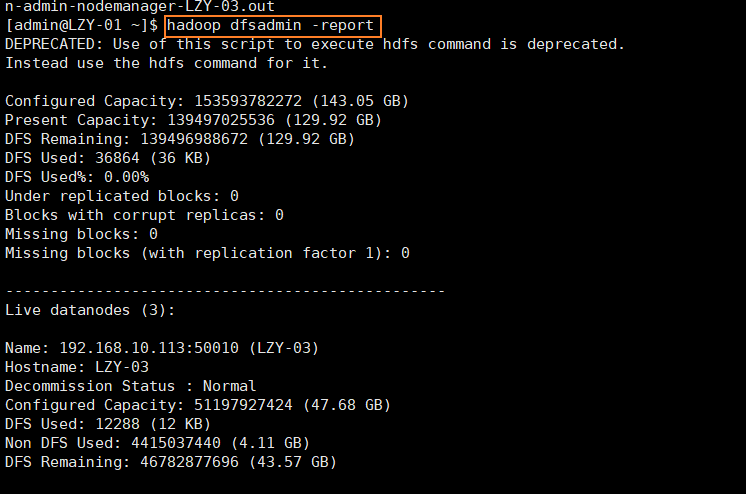 n-admin-nodemanager-LZY-03.out
[admin@LZY-01 ~]$ hadoop dfsadmin -report
DEPRECATED: Use of this script to execute hdfs command is deprecated.
Instead use the hdfs command for it.
Configured Capacity: 153593782272 (143.05 GB)
Present Capacity: 139497025536 (129.92 GB)
DFS Remaining: 139496988672 (129.92 GB)
DFS Used: 36864 (36 KB)
DFS Used%: 0.00%
Under replicated blocks: 0
Blocks with corrupt replicas: 0
Missing blocks: 0
Missing blocks (with replication factor 1): 0
-------------------------------------------------
Live datanodes (3):
Name: 192.168.10.113:50010 (LZY-03)
Hostname: LZY-03
Decommission Status : Normal
Configured Capacity: 51197927424 (47.68 GB)
DFS Used: 12288 (12 KB)
Non DFS Used: 4415037440 (4.11 GB)
DFS Remaining: 46782877696 (43.57 GB)